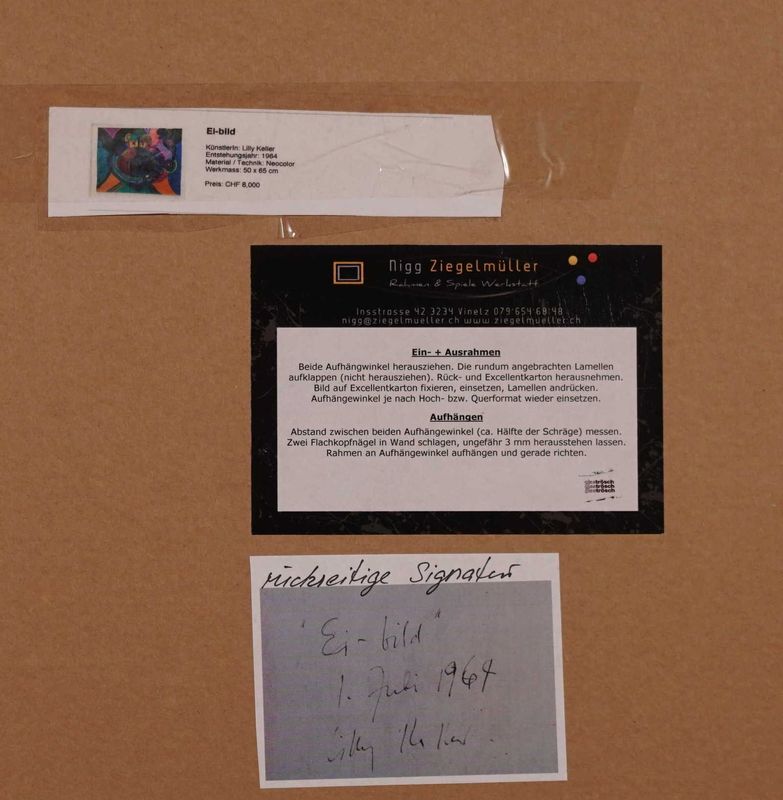 Ei-bild
KünstlerIn: Lilly Keller
Entstehungsjahr: 1964
Material / Technik: Neocolor
Werkmass: 50 x 65 cm
Preis: CHF 8,000
Nigg Ziegelmüller
Rahmen & Spiele Werkstatt
Insstrasse 42 3234 Vinelz 079 654 68 48
nigg@ziegelmueller.ch www.ziegelmueller.ch
Ein- + Ausrahmen
Beide Aufhängwinkel herausziehen. Die rundum angebrachten Lamellen
aufklappen (nicht herausziehen). Rück- und Excellentkarton herausnehmen.
Bild auf Excellentkarton fixieren, einsetzen, Lamellen andrücken.
Aufhängewinkel je nach Hoch- bzw. Querformat wieder einsetzen.
Aufhängen
Abstand zwischen beiden Aufhängewinkel (ca. Hälfte der Schräge) messen.
Zwei Flachkopfnägel in Wand schlagen, ungefähr 3 mm herausstehen lassen.
Rahmen an Aufhängewinkel aufhängen und gerade richten.
rückseitige Signatur
"Ei-bild"
1. Juli 1964
Lilly Keller